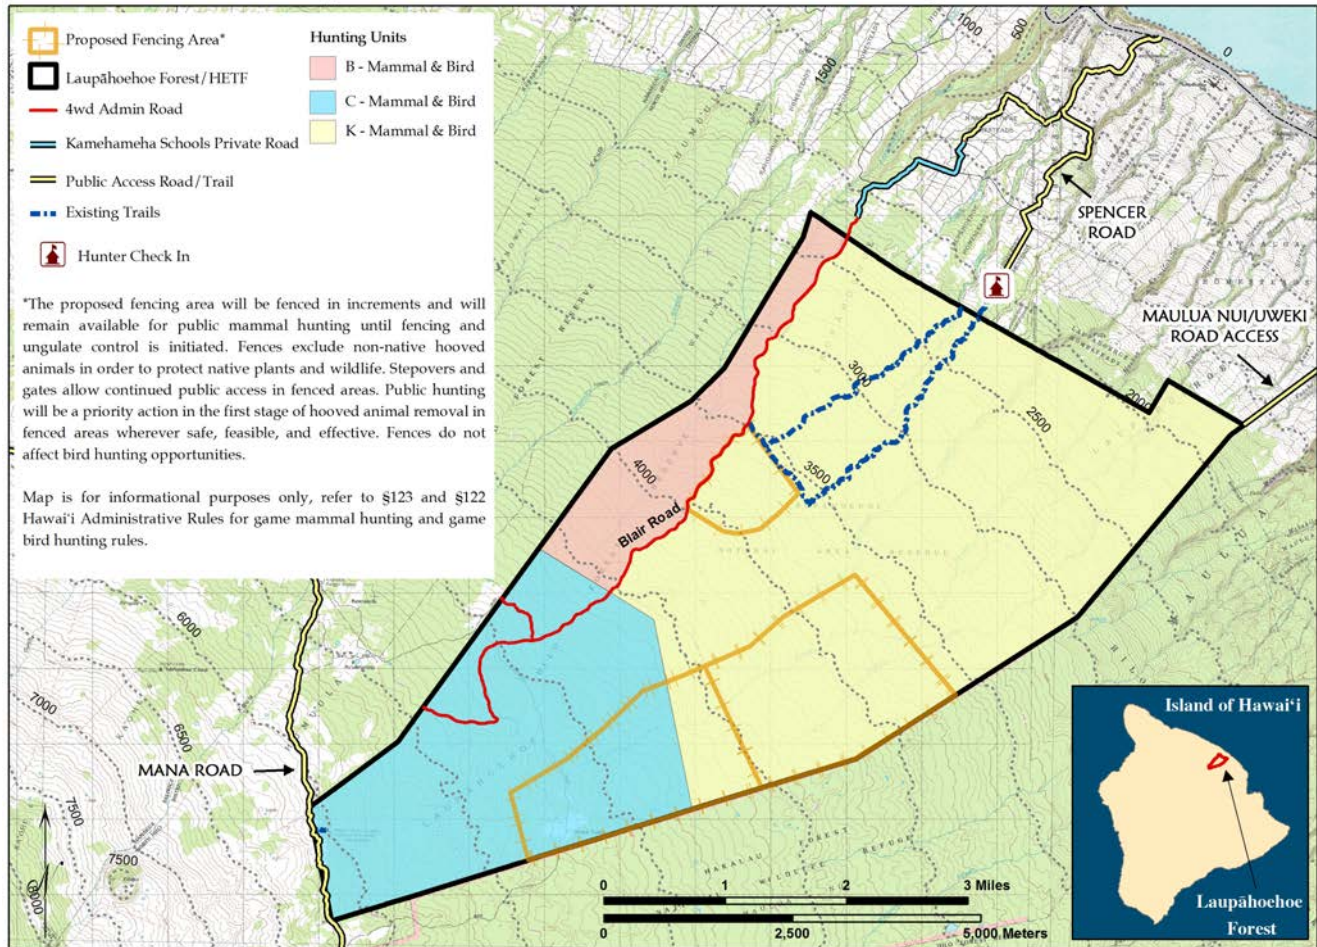 Proposed Fencing Area*
Laupāhoehoe Forest/HETF
4wd Admin Road
Kamehameha Schools Private Road
Public Access Road/Trail
Existing Trails
Hunter Check In
Hunting Units
B - Mammal & Bird
C - Mammal & Bird
K - Mammal & Bird
*The proposed fencing area will be fenced in increments and will
remain available for public mammal hunting until fencing and
ungulate control is initiated. Fences exclude non-native hooved
animals in order to protect native plants and wildlife. Stepovers and
gates allow continued public access in fenced areas. Public hunting
will be a priority action in the first stage of hooved animal removal in
fenced areas wherever safe, feasible, and effective. Fences do not
affect bird hunting opportunities.
Map is for informational purposes only, refer to §123 and §122
Hawai‘i Administrative Rules for game mammal hunting and game
bird hunting rules.
1000
500
0
1500
SPENCER
ROAD
MAULUA NUI/UWEKI
ROAD ACCESS
2000
2500
3000
3500
4000
Blair Road
6000
7000
6500
MANA ROAD
7500
7500
8000
HAKALAU FOREST
WILDLIFE REFUGE
0 1 2 3 Miles
0 2,500 5,000 Meters
Island of Hawai‘i
Laupāhoehoe
Forest